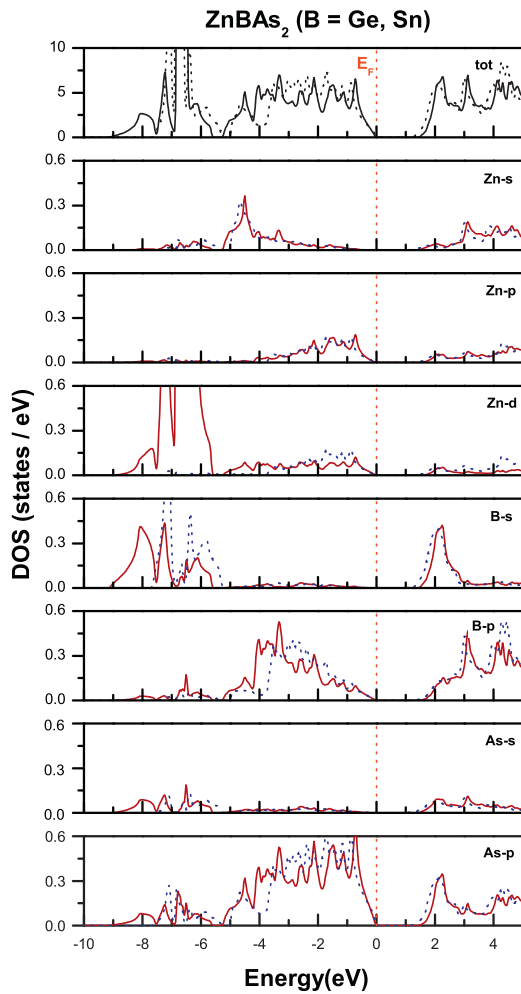 ZnBAs₂ (B = Ge, Sn)
10
5
0
E_F
tot
0.6
0.3
0.0
Zn-s
0.6
0.3
0.0
Zn-p
0.6
0.3
0.0
Zn-d
0.6
0.3
0.0
B-s
0.6
0.3
0.0
B-p
0.6
0.3
0.0
As-s
0.6
0.3
0.0
As-p
DOS (states / eV)
-10 -8 -6 -4 -2 0 2 4
Energy(eV)